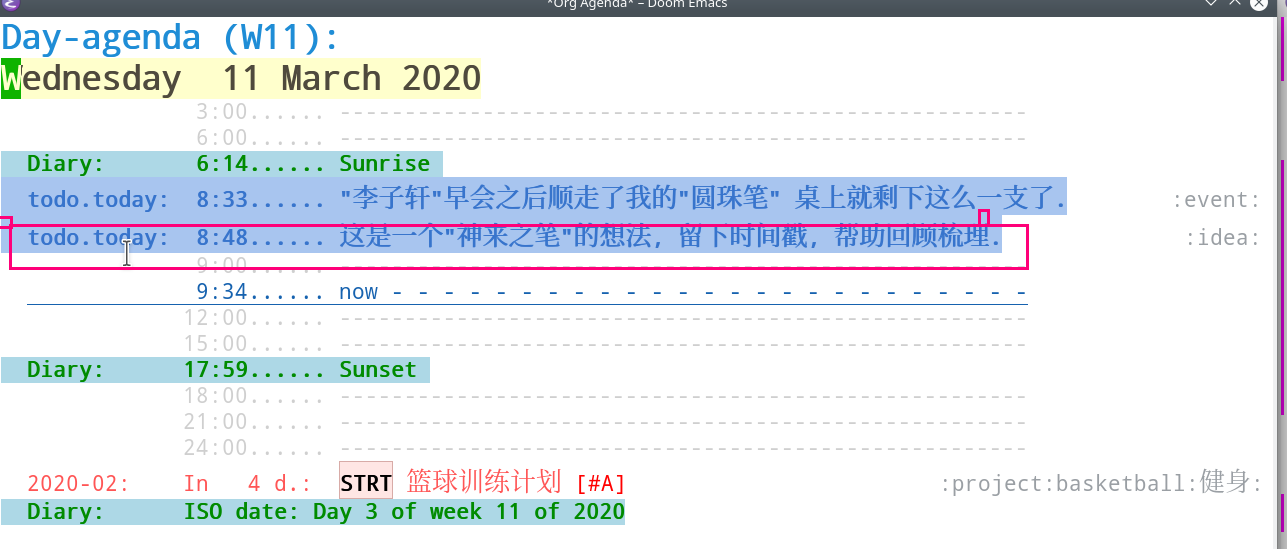 *Org Agenda* – Doom Emacs
Day-agenda (W11):
Wednesday  11 March 2020
3:00...... -----------------------------------------------------
6:00...... -----------------------------------------------------
Diary:       6:14...... Sunrise
todo.today:  8:33...... "李子轩"早会之后顺走了我的"圆珠笔" 桌上就剩下这么一支了. :event:
todo.today:  8:48...... 这是一个"神来之笔"的想法, 留下时间戳, 帮助回顾梳理. :idea:
9:00...... -----------------------------------------------------
9:34...... now - - - - - - - - - - - - - - - - - - - - - - - - -
12:00...... -----------------------------------------------------
15:00...... -----------------------------------------------------
Diary:      17:59...... Sunset
18:00...... -----------------------------------------------------
21:00...... -----------------------------------------------------
24:00...... -----------------------------------------------------
2020-02:    In   4 d.:  STRT 篮球训练计划 [#A] :project:basketball:健身:
Diary:      ISO date: Day 3 of week 11 of 2020